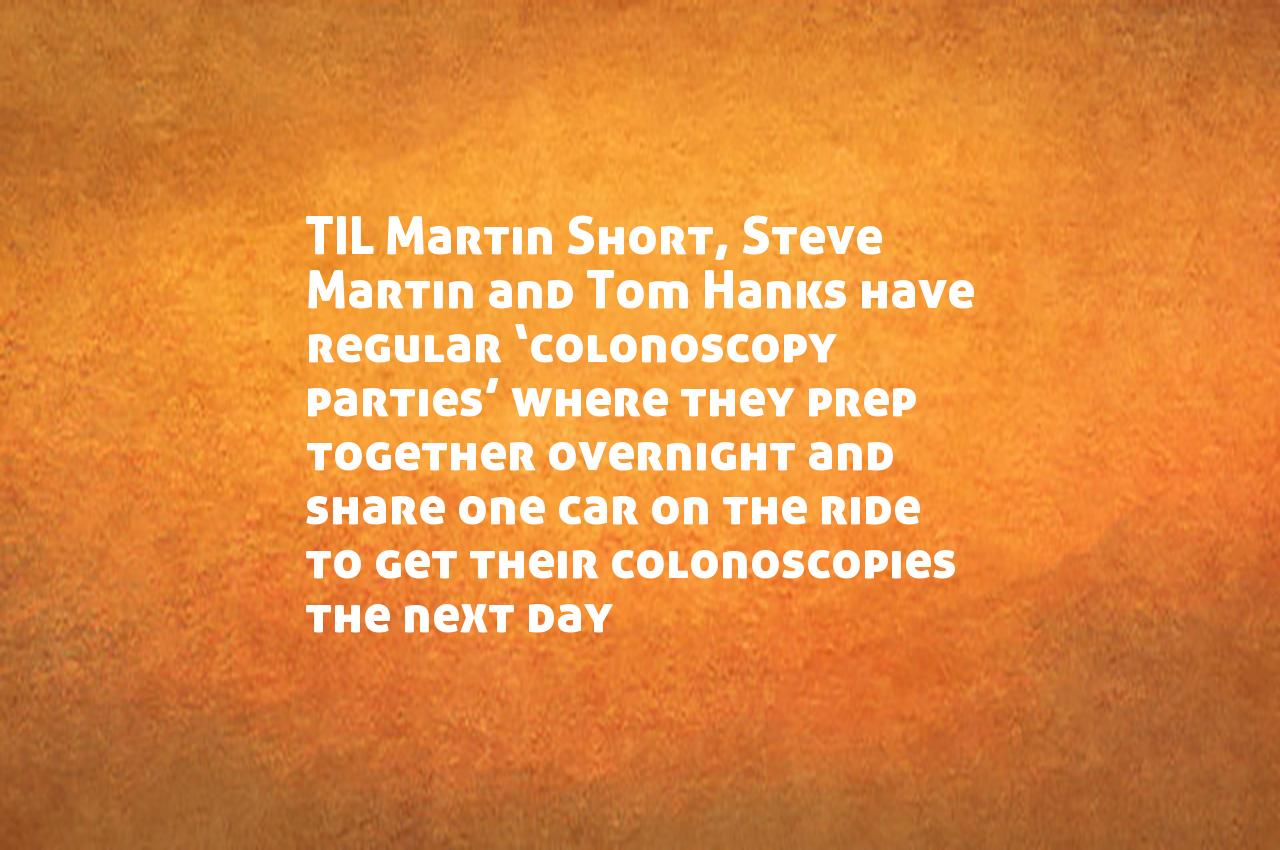 TIL Martin Short, Steve
Martin and Tom Hanks have
regular ‘colonoscopy
parties’ where they prep
together overnight and
share one car on the ride
to get their colonoscopies
the next day